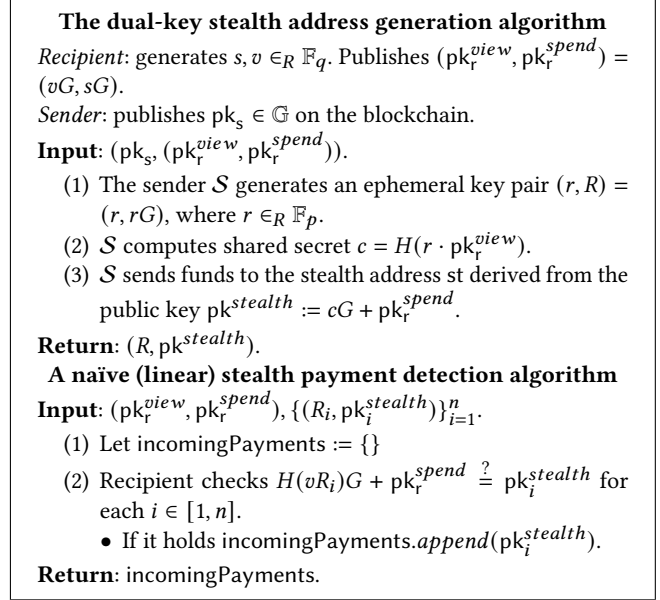 The dual-key stealth address generation algorithm
Recipient: generates s, v ∈_R 𝔽_q. Publishes (pk_r^{view}, pk_r^{spend}) =
(vG, sG).
Sender: publishes pk_s ∈ 𝔾 on the blockchain.
Input: (pk_s, (pk_r^{view}, pk_r^{spend})).
(1) The sender 𝒮 generates an ephemeral key pair (r, R) =
(r, rG), where r ∈_R 𝔽_p.
(2) 𝒮 computes shared secret c = H(r · pk_r^{view}).
(3) 𝒮 sends funds to the stealth address st derived from the
public key pk^{stealth} := cG + pk_r^{spend}.
Return: (R, pk^{stealth}).
A naïve (linear) stealth payment detection algorithm
Input: (pk_r^{view}, pk_r^{spend}), {(R_i, pk_i^{stealth})}_{i=1}^n.
(1) Let incomingPayments := {}
(2) Recipient checks H(vR_i)G + pk_r^{spend} ≟ pk_i^{stealth} for
each i ∈ [1, n].
• If it holds incomingPayments.append(pk_i^{stealth}).
Return: incomingPayments.